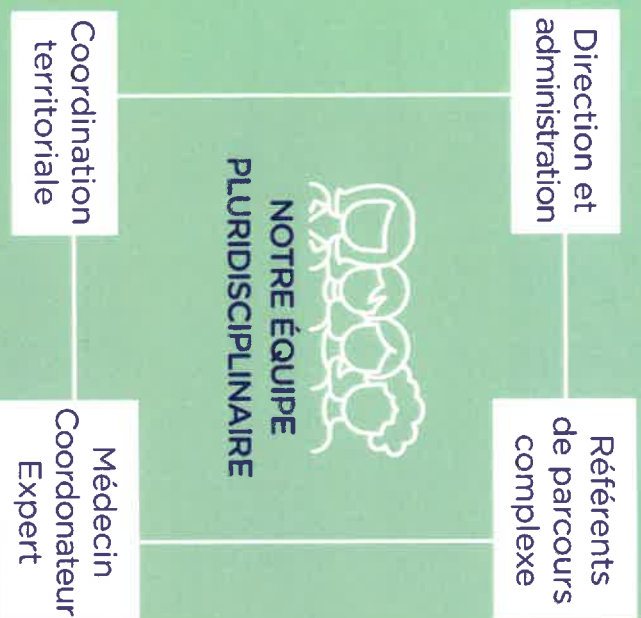 Direction et
administration
Référents
de parcours
complexe
NOTRE ÉQUIPE
PLURIDISCIPLINAIRE
Coordination
territoriale
Médecin
Coordonateur
Expert